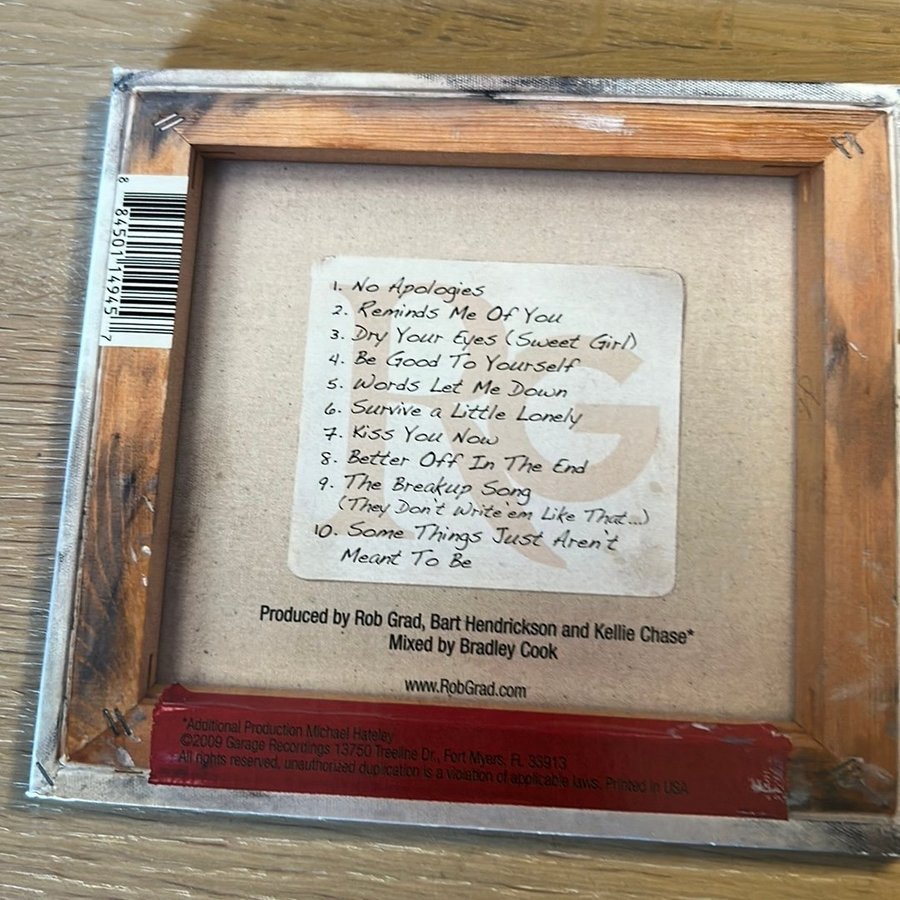 8 84501 14945 7
1. No Apologies
2. Reminds Me Of You
3. Dry Your Eyes (Sweet Girl)
4. Be Good To Yourself
5. Words Let Me Down
6. Survive a Little Lonely
7. Kiss You Now
8. Better Off In The End
9. The Breakup Song
(They Don't Write 'em Like That...)
10. Some Things Just Aren't
Meant To Be
RG
Produced by Rob Grad, Bart Hendrickson and Kellie Chase*
Mixed by Bradley Cook
www.RobGrad.com
*Additional Production Michael Hateley
©2009 Garage Recordings 13750 Treeline Dr., Fort Myers, FL 33913
All rights reserved, unauthorized duplication is a violation of applicable laws. Printed in USA